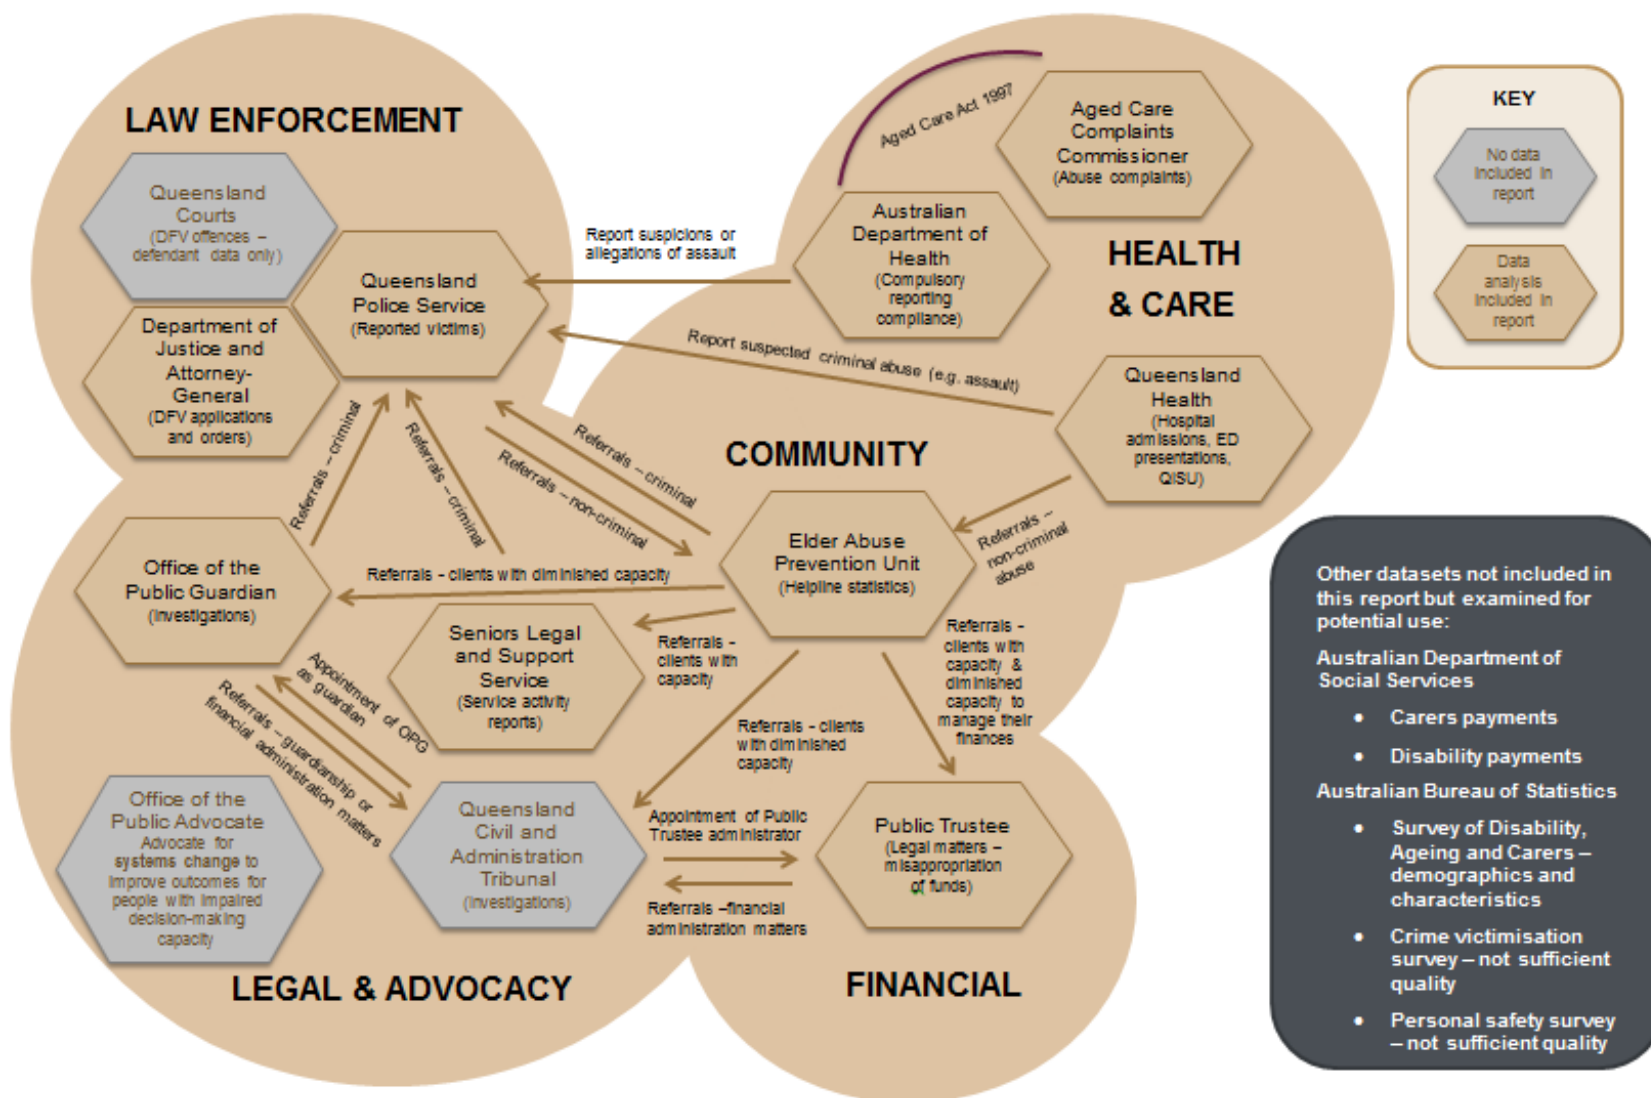 LAW ENFORCEMENT
Queensland
Courts
(DFV offences –
defendant data only)
Queensland
Police Service
(Reported victims)
Department of
Justice and
Attorney-
General
(DFV applications
and orders)
Report suspicions or
allegations of assault
Aged Care Act 1997
Aged Care
Complaints
Commissioner
(Abuse complaints)
Australian
Department of
Health
(Compulsory
reporting
compliance)
HEALTH
& CARE
Report suspected criminal abuse (e.g. assault)
Queensland
Health
(Hospital
admissions, ED
presentations,
QISU)
KEY
No data
included in
report
Data
analysis
included in
report
COMMUNITY
Referrals – criminal
Referrals – criminal
Referrals – criminal
Referrals – non-criminal
Referrals –
non-criminal
abuse
Elder Abuse
Prevention Unit
(Helpline statistics)
Office of the
Public Guardian
(Investigations)
Referrals - clients with diminished capacity
Seniors Legal
and Support
Service
(Service activity
reports)
Referrals –
clients with
capacity
Referrals –
clients with
capacity &
diminished
capacity to
manage their
finances
Referrals - clients
with diminished
capacity
Appointment of OPG
as guardian
Referrals – guardianship or
financial administration matters
Office of the
Public Advocate
Advocate for
systems change to
improve outcomes for
people with impaired
decision-making
capacity
Queensland
Civil and
Administration
Tribunal
(Investigations)
Appointment of Public
Trustee administrator
Referrals –financial
administration matters
Public Trustee
(Legal matters –
misappropriation
of funds)
LEGAL & ADVOCACY
FINANCIAL
Other datasets not included in
this report but examined for
potential use:
Australian Department of
Social Services
• Carers payments
• Disability payments
Australian Bureau of Statistics
• Survey of Disability,
Ageing and Carers –
demographics and
characteristics
• Crime victimisation
survey – not sufficient
quality
• Personal safety survey
– not sufficient quality